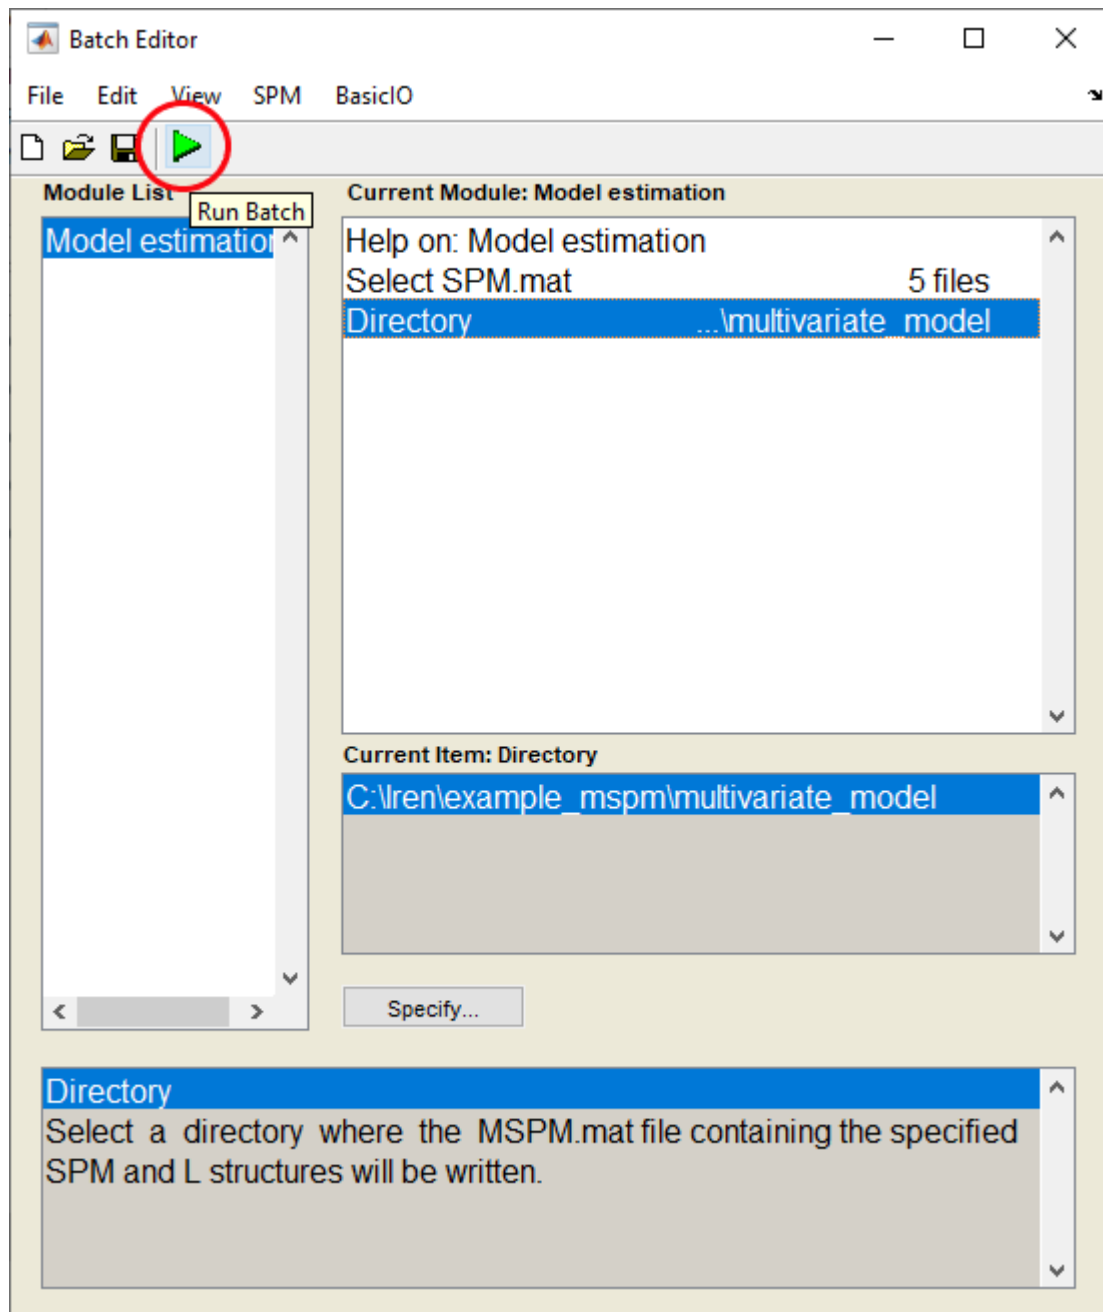 Batch Editor
File Edit View SPM BasicIO
Module List
Run Batch
Model estimation
Current Module: Model estimation
Help on: Model estimation
Select SPM.mat 5 files
Directory ...\multivariate_model
Current Item: Directory
C:\lren\example_mspm\multivariate_model
Specify...
Directory
Select a directory where the MSPM.mat file containing the specified
SPM and L structures will be written.